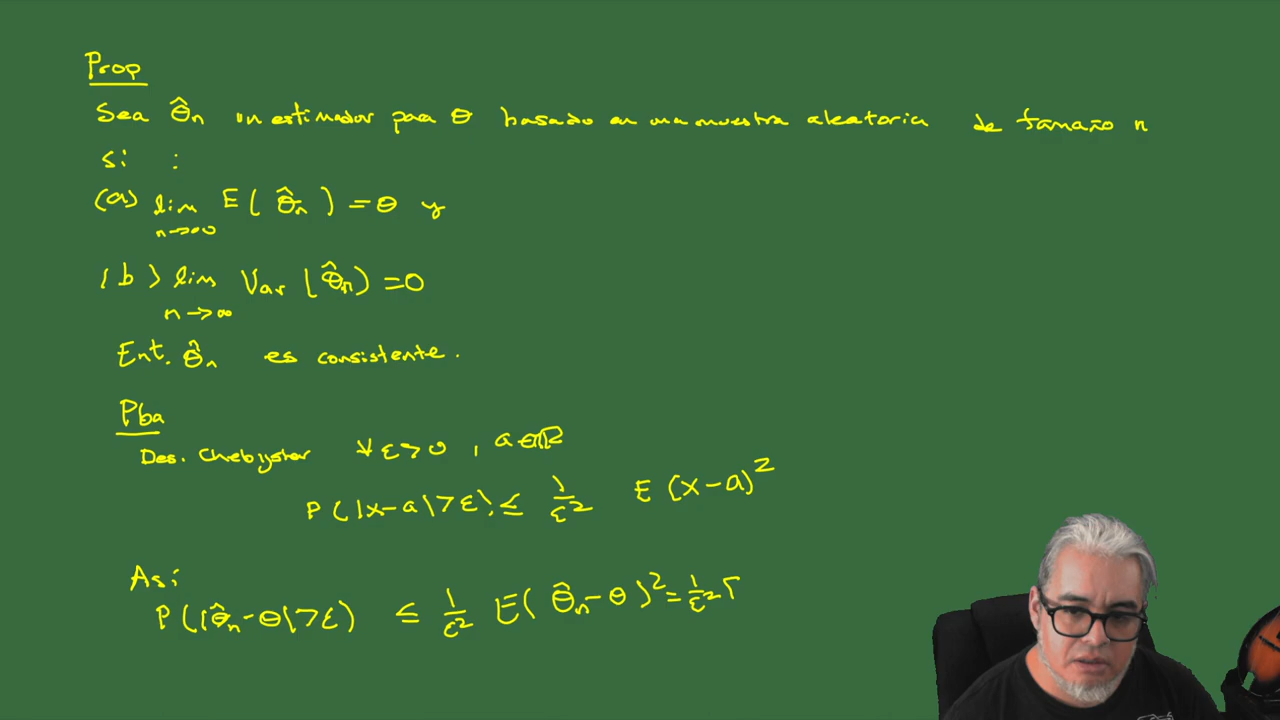 Prop
Sea θ̂n un estimador para θ basado en una muestra aleatoria de tamaño n
si :
(a) lim n→∞ E(θ̂n) = θ y
(b) lim n→∞ Var(θ̂n) = 0
Ent. θ̂n es consistente.
Pba
Des. Chebyshev ∀ε>0, a∈ℝ
P(|x-a|>ε) ≤ 1/ε² E(x-a)²
Así
P(|θ̂n-θ|>ε) ≤ 1/ε² E(θ̂n-θ)² = 1/ε² Γ